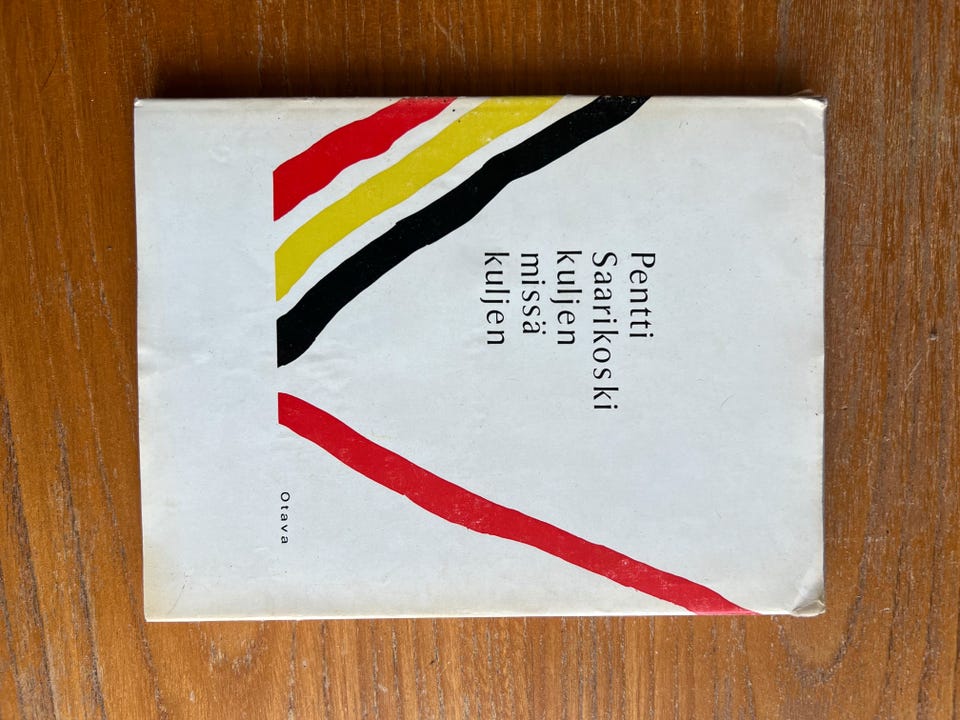 Pentti
Saarikoski
kuljen
missä
kuljen
Otava